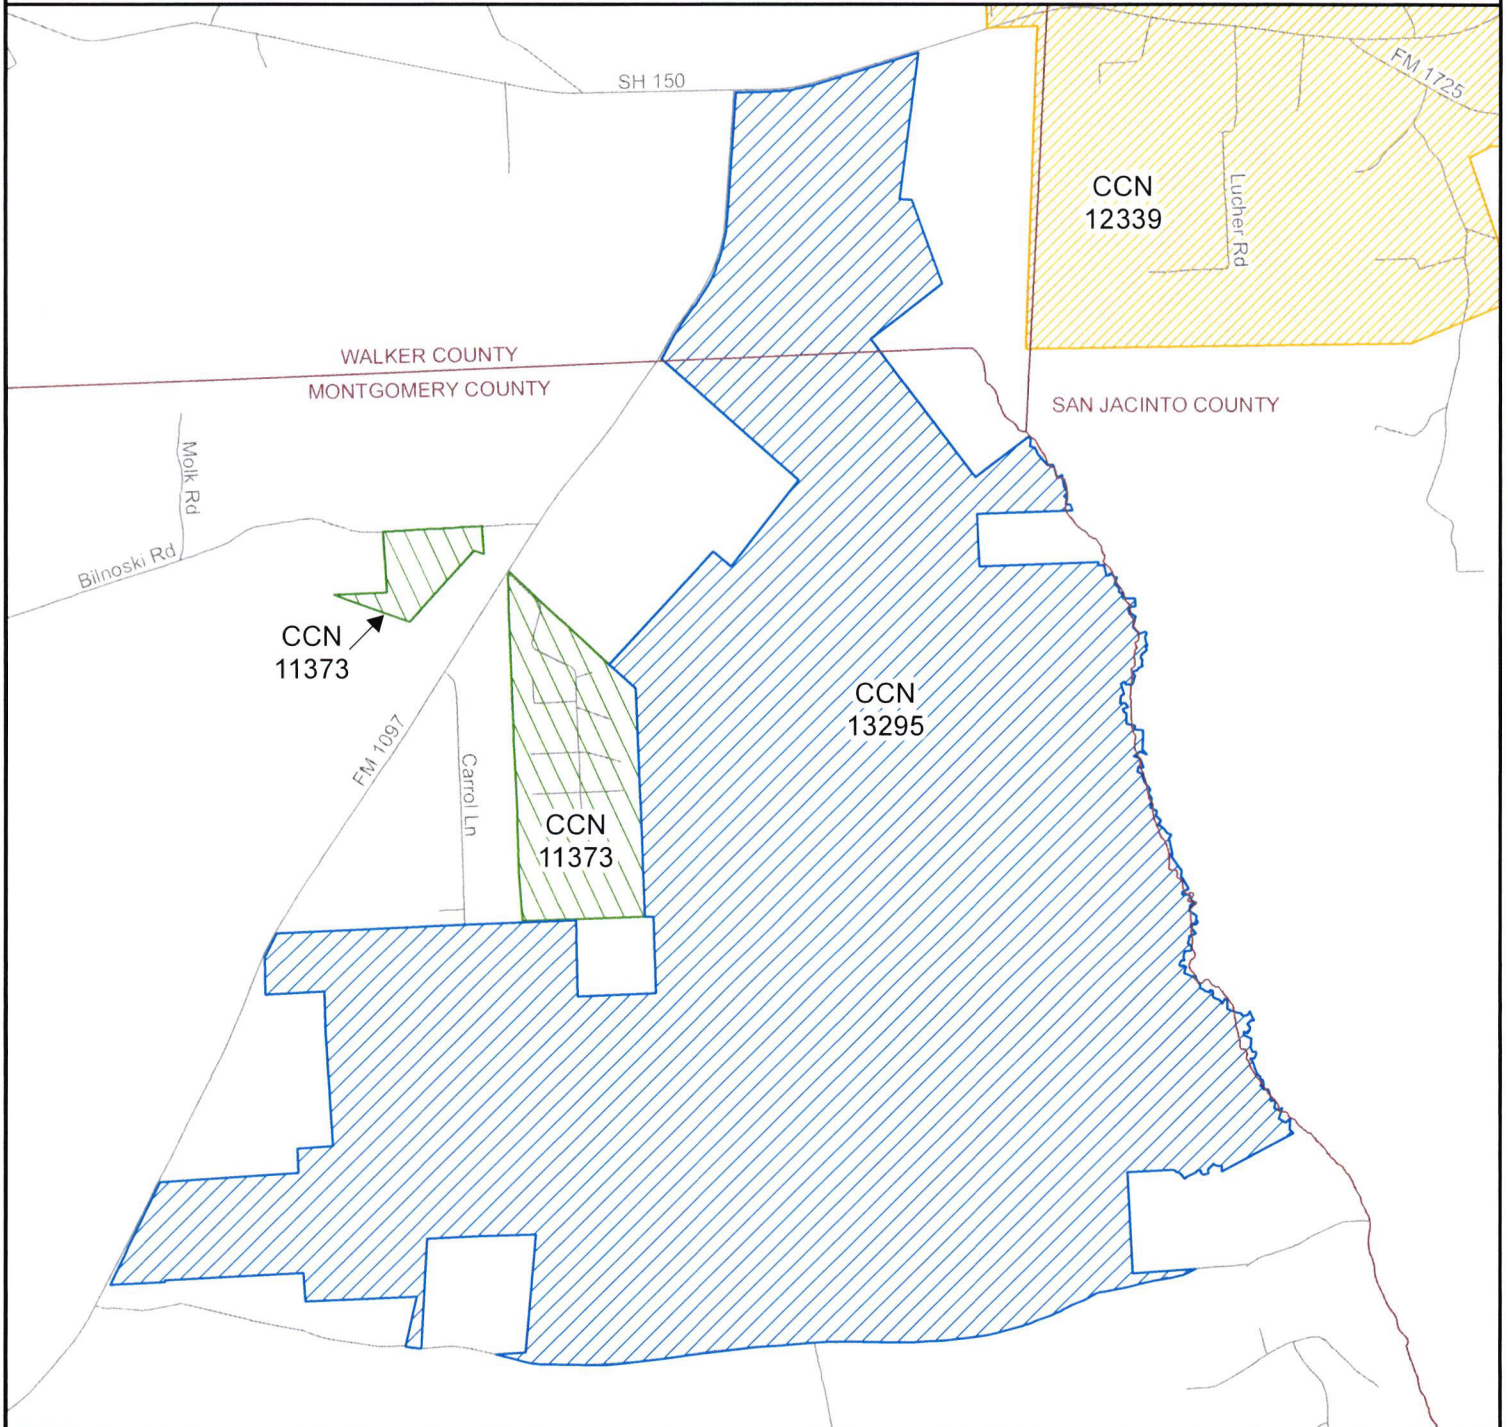 SH 150
FM 1725
CCN
12339
Lucher Rd
WALKER COUNTY
MONTGOMERY COUNTY
SAN JACINTO COUNTY
Molk Rd
Bilnoski Rd
CCN
11373
CCN
13295
FM 1097
Carrol Ln
CCN
11373